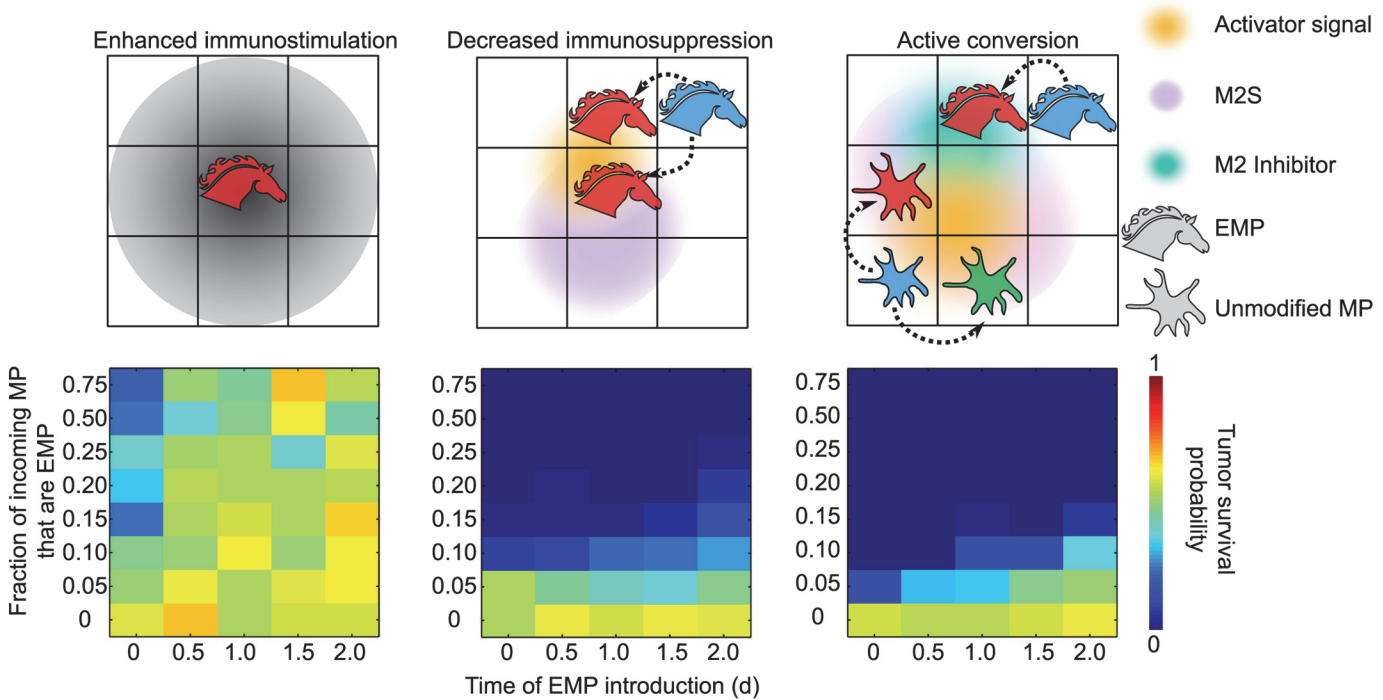 Enhanced immunostimulation
Decreased immunosuppression
Active conversion
Activator signal
M2S
M2 Inhibitor
EMP
Unmodified MP
Fraction of incoming MP
that are EMP
0.75
0.50
0.25
0.20
0.15
0.10
0.05
0
0 0.5 1.0 1.5 2.0
0.75
0.50
0.25
0.20
0.15
0.10
0.05
0
0 0.5 1.0 1.5 2.0
0.75
0.50
0.25
0.20
0.15
0.10
0.05
0
0 0.5 1.0 1.5 2.0
Time of EMP introduction (d)
1
0
Tumor survival
probability